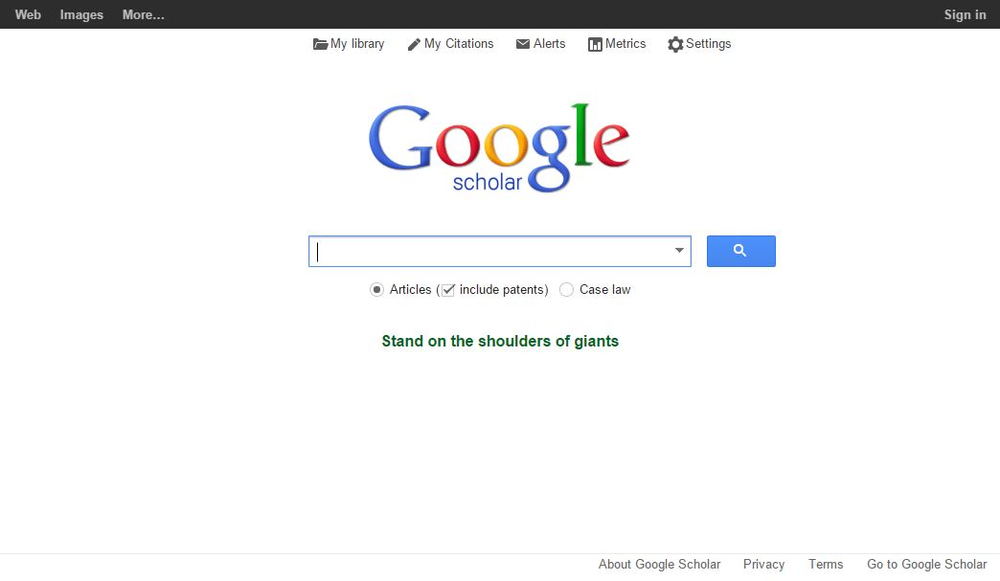 Web Images More... Sign in
My library My Citations Alerts Metrics Settings
Google
scholar
Articles (include patents) Case law
Stand on the shoulders of giants
About Google Scholar Privacy Terms Go to Google Scholar